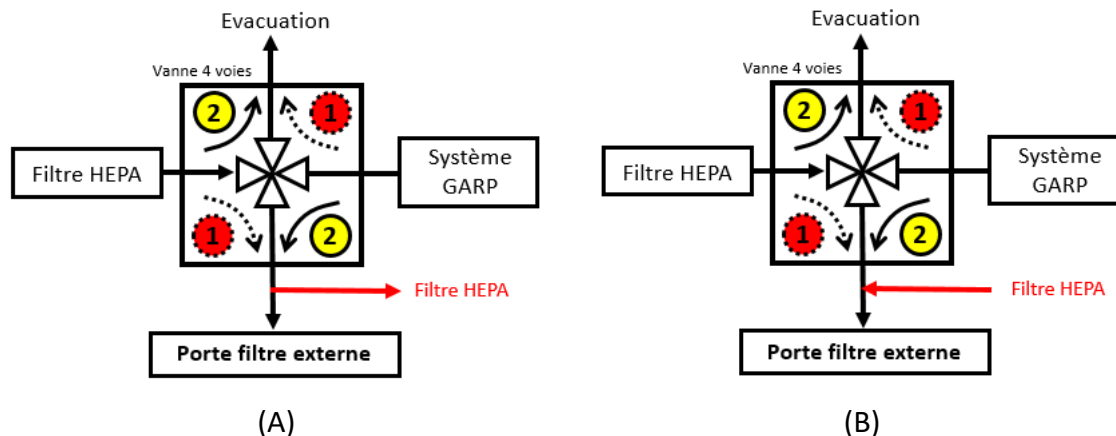 Evacuation
Vanne 4 voies
2
1
Filtre HEPA
Système
GARP
1
2
Filtre HEPA
Porte filtre externe
(A)
Evacuation
Vanne 4 voies
2
1
Filtre HEPA
Système
GARP
1
2
Filtre HEPA
Porte filtre externe
(B)